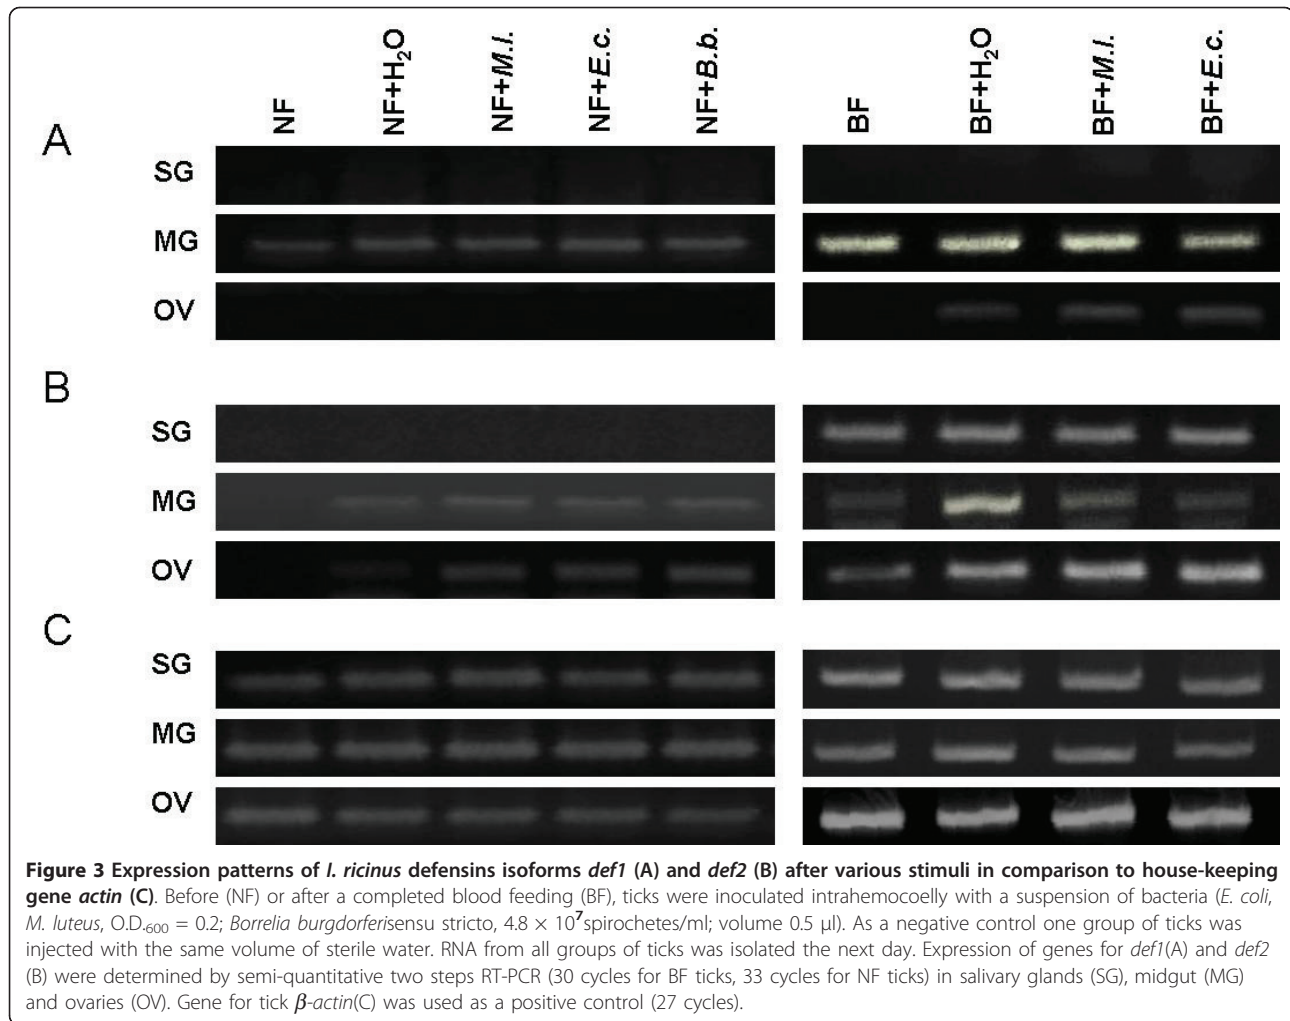 NF NF+H₂O NF+M.l. NF+E.c. NF+B.b. BF BF+H₂O BF+M.l. BF+E.c.
A
SG
MG
OV
B
SG
MG
OV
C
SG
MG
OV
Figure 3 Expression patterns of I. ricinus defensins isoforms def1 (A) and def2 (B) after various stimuli in comparison to house-keeping
gene actin (C). Before (NF) or after a completed blood feeding (BF), ticks were inoculated intrahemocoelly with a suspension of bacteria (E. coli,
M. luteus, O.D.₆₀₀ = 0.2; Borrelia burgdorferisensu stricto, 4.8 × 10⁷spirochetes/ml; volume 0.5 μl). As a negative control one group of ticks was
injected with the same volume of sterile water. RNA from all groups of ticks was isolated the next day. Expression of genes for def1(A) and def2
(B) were determined by semi-quantitative two steps RT-PCR (30 cycles for BF ticks, 33 cycles for NF ticks) in salivary glands (SG), midgut (MG)
and ovaries (OV). Gene for tick β-actin(C) was used as a positive control (27 cycles).